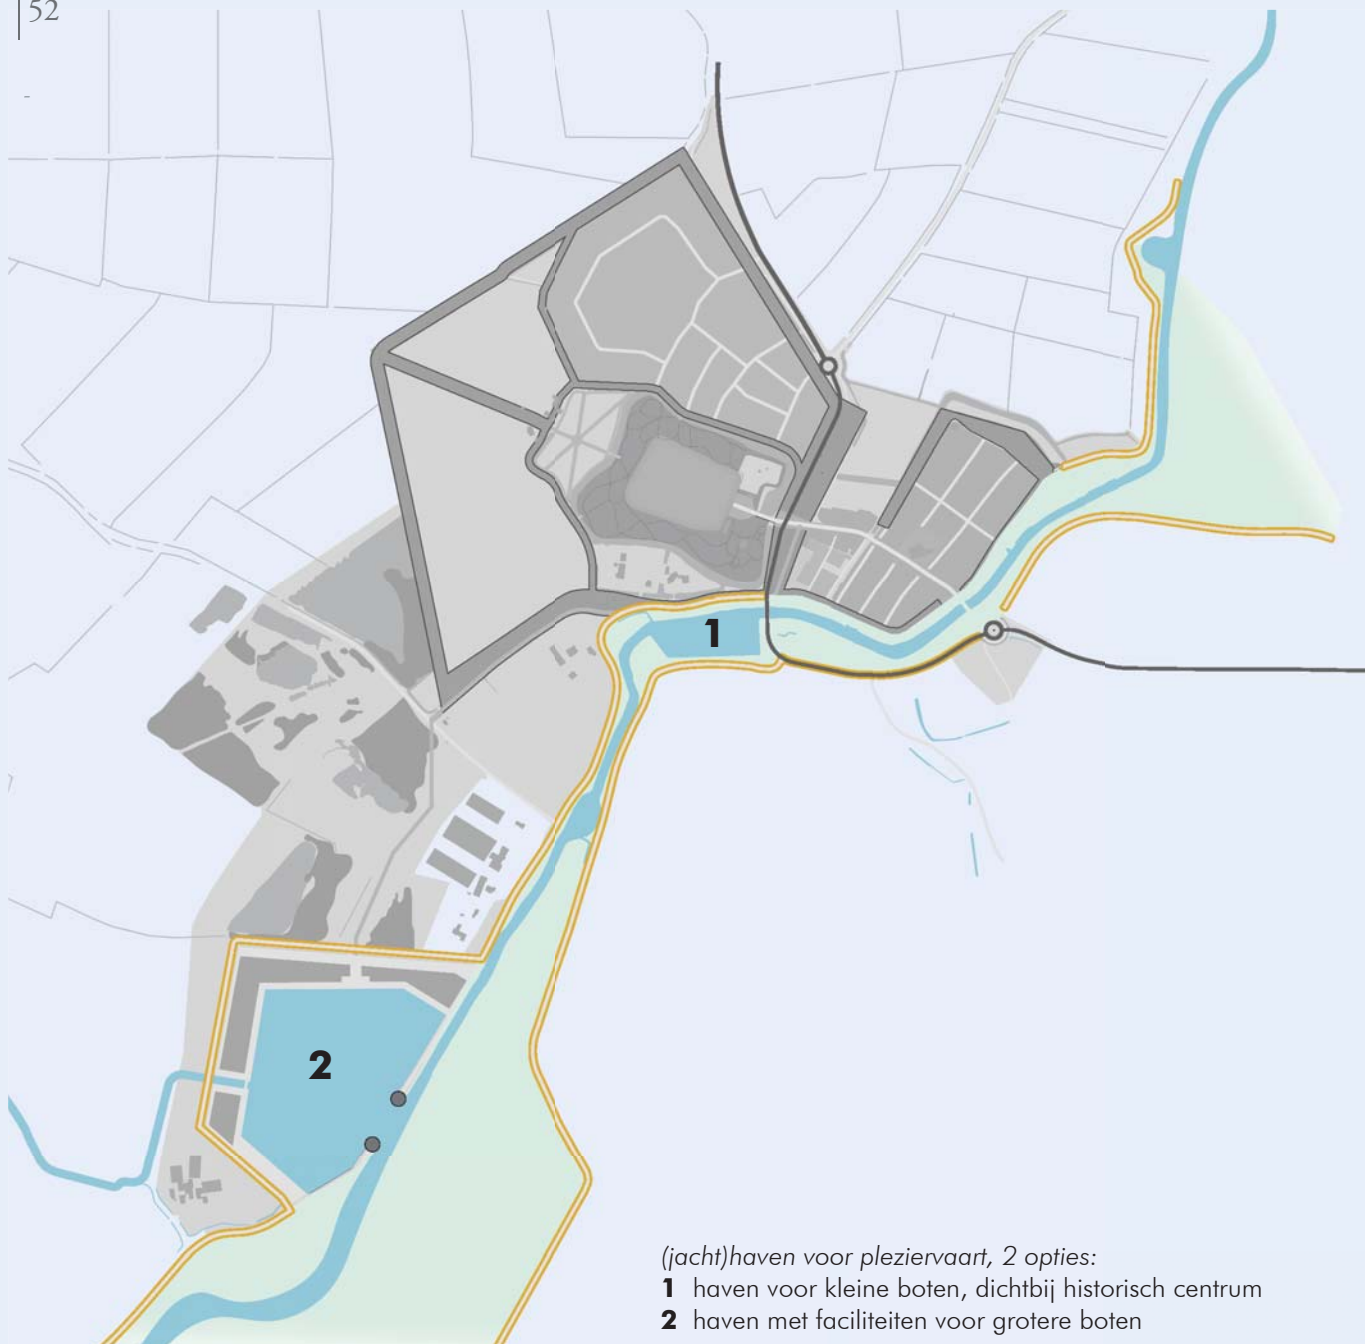 52
1
2
(jacht)haven voor pleziervaart, 2 opties:
1 haven voor kleine boten, dichtbij historisch centrum
2 haven met faciliteiten voor grotere boten